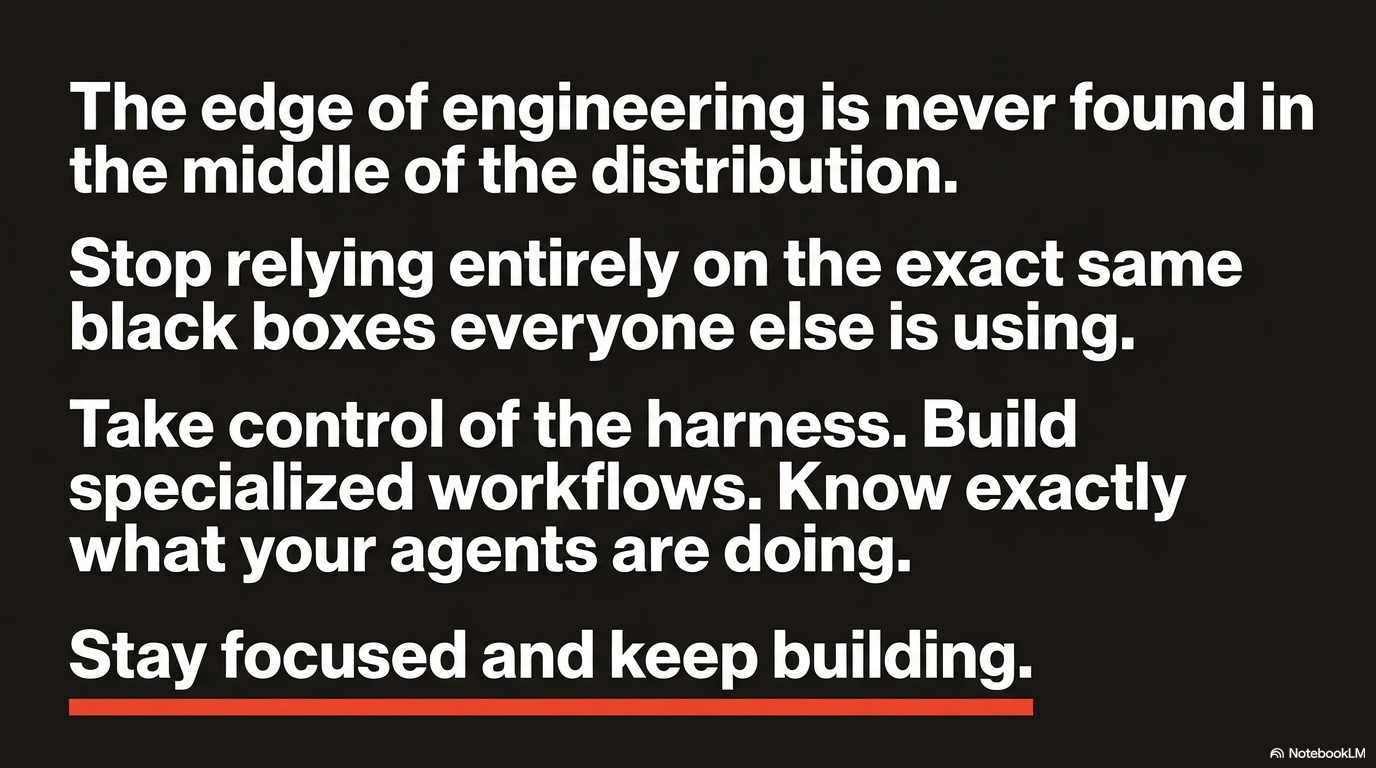 The edge of engineering is never found in
the middle of the distribution.
Stop relying entirely on the exact same
black boxes everyone else is using.
Take control of the harness. Build
specialized workflows. Know exactly
what your agents are doing.
Stay focused and keep building.
NotebookLM